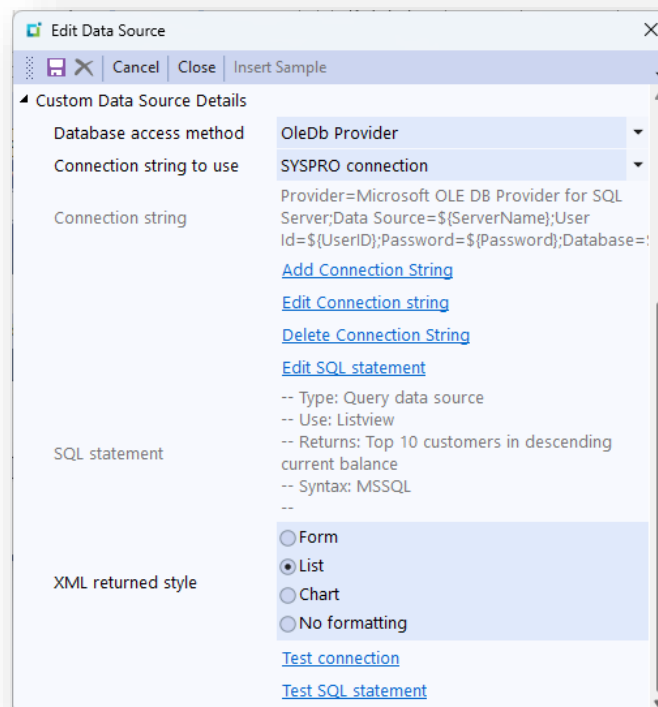 Edit Data Source
Cancel Close Insert Sample
Custom Data Source Details
Database access method OleDb Provider
Connection string to use SYSPRO connection
Connection string
Provider=Microsoft OLE DB Provider for SQL
Server;Data Source=${ServerName};User
Id=${UserID};Password=${Password};Database=
Add Connection String
Edit Connection string
Delete Connection String
Edit SQL statement
SQL statement
-- Type: Query data source
-- Use: Listview
-- Returns: Top 10 customers in descending
current balance
-- Syntax: MSSQL
--
XML returned style
Form
List
Chart
No formatting
Test connection
Test SQL statement